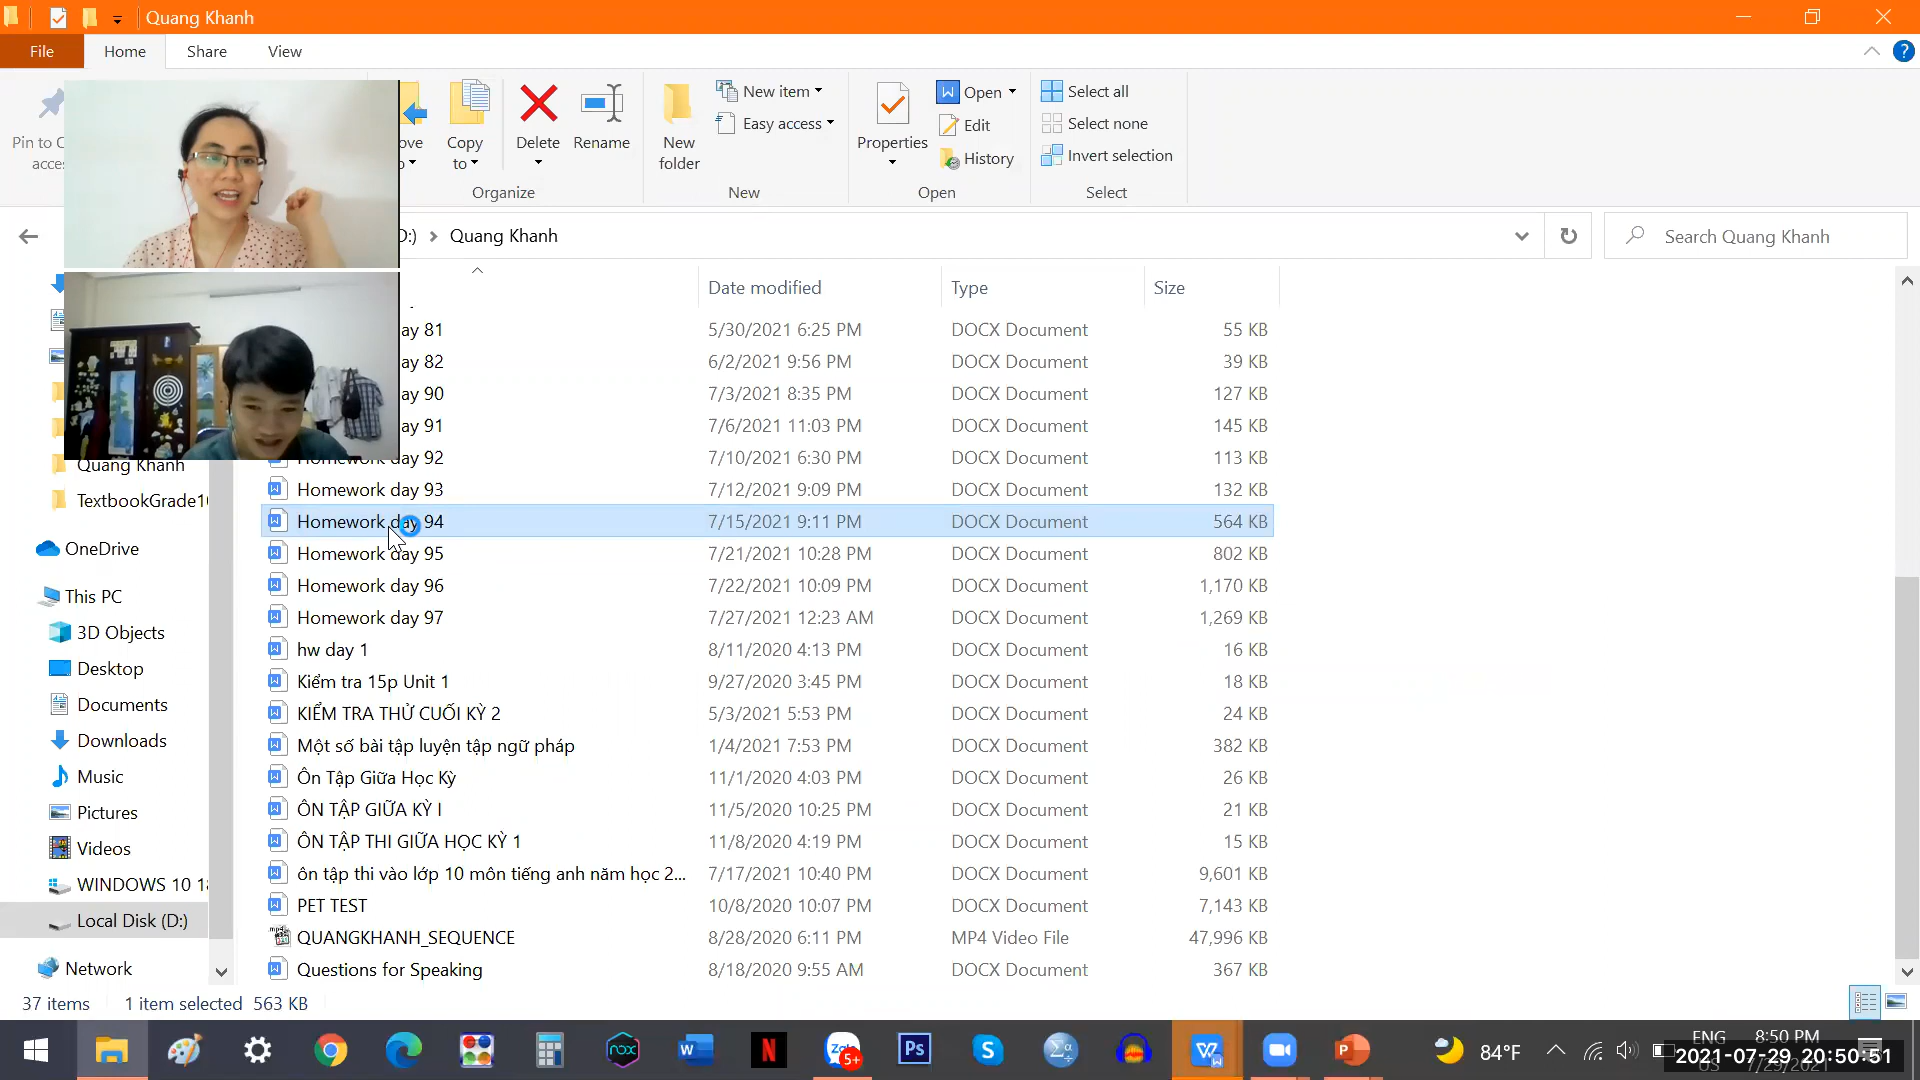 Quang Khanh
File Home Share View
Pin to
acces
ove
to
Copy
to
Delete
Rename
New
folder
New item
Easy access
Properties
Open
Edit
History
Select all
Select none
Invert selection
Organize New Open Select
D:) Quang Khanh
Search Quang Khanh
Date modified Type Size
ay 81 5/30/2021 6:25 PM DOCX Document 55 KB
ay 82 6/2/2021 9:56 PM DOCX Document 39 KB
ay 90 7/3/2021 8:35 PM DOCX Document 127 KB
ay 91 7/6/2021 11:03 PM DOCX Document 145 KB
Homework day 92 7/10/2021 6:30 PM DOCX Document 113 KB
Homework day 93 7/12/2021 9:09 PM DOCX Document 132 KB
Homework day 94 7/15/2021 9:11 PM DOCX Document 564 KB
Homework day 95 7/21/2021 10:28 PM DOCX Document 802 KB
Homework day 96 7/22/2021 10:09 PM DOCX Document 1,170 KB
Homework day 97 7/27/2021 12:23 AM DOCX Document 1,269 KB
hw day 1 8/11/2020 4:13 PM DOCX Document 16 KB
Kiểm tra 15p Unit 1 9/27/2020 3:45 PM DOCX Document 18 KB
KIỂM TRA THỬ CUỐI KỲ 2 5/3/2021 5:53 PM DOCX Document 24 KB
Một số bài tập luyện tập ngữ pháp 1/4/2021 7:53 PM DOCX Document 382 KB
Ôn Tập Giữa Học Kỳ 11/1/2020 4:03 PM DOCX Document 26 KB
ÔN TẬP GIỮA KỲ I 11/5/2020 10:25 PM DOCX Document 21 KB
ÔN TẬP THI GIỮA HỌC KỲ 1 11/8/2020 4:19 PM DOCX Document 15 KB
ôn tập thi vào lớp 10 môn tiếng anh năm học 2... 7/17/2021 10:40 PM DOCX Document 9,601 KB
PET TEST 10/8/2020 10:07 PM DOCX Document 7,143 KB
QUANGKHANH_SEQUENCE 8/28/2020 6:11 PM MP4 Video File 47,996 KB
Questions for Speaking 8/18/2020 9:55 AM DOCX Document 367 KB
Quang Khanh
TextbookGrade10
OneDrive
This PC
3D Objects
Desktop
Documents
Downloads
Music
Pictures
Videos
WINDOWS 10 18
Local Disk (D:)
Network
37 items 1 item selected 563 KB
nox
N
Zalo
5+
Ps
84°F
ENG
8:50 PM
2021-07-29 20:50:51